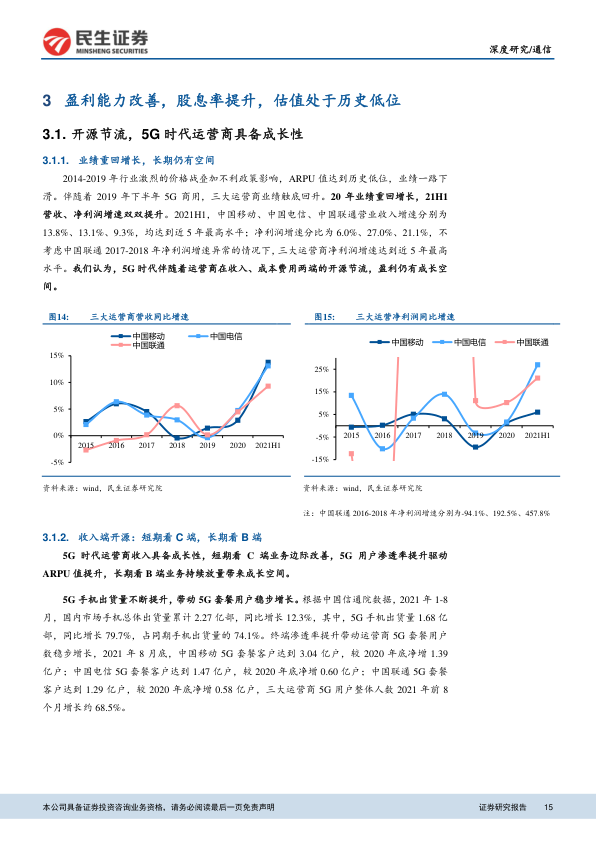 民生证券
MINSHENG SECURITIES
深度研究/通信
3 盈利能力改善，股息率提升，估值处于历史低位
3.1. 开源节流，5G 时代运营商具备成长性
3.1.1. 业绩重回增长，长期仍有空间
2014-2019 年行业激烈的价格战叠加不利政策影响，ARPU 值达到历史低位，业绩一路下
滑。伴随着 2019 年下半年 5G 商用，三大运营商业绩触底回升。20 年业绩重回增长，21H1
营收、净利润增速双双提升。2021H1，中国移动、中国电信、中国联通营业收入增速分别为
13.8%、13.1%、9.3%，均达到近 5 年最高水平；净利润增速分比为 6.0%、27.0%、21.1%，不
考虑中国联通 2017-2018 年净利润增速异常的情况下，三大运营商净利润增速达到近 5 年最高
水平。我们认为，5G 时代伴随着运营商在收入、成本费用两端的开源节流，盈利仍有成长空
间。
图14: 三大运营商营收同比增速
中国移动 中国电信
中国联通
15%
10%
5%
0%
-5%
2015 2016 2017 2018 2019 2020 2021H1
资料来源：wind，民生证券研究院
图15: 三大运营净利润同比增速
中国移动 中国电信 中国联通
25%
15%
5%
-5%
-15%
2015 2016 2017 2018 2019 2020 2021H1
资料来源：wind，民生证券研究院
注：中国联通 2016-2018 年净利润增速分别为-94.1%、192.5%、457.8%
3.1.2. 收入端开源：短期看 C 端，长期看 B 端
5G 时代运营商收入具备成长性，短期看 C 端业务边际改善，5G 用户渗透率提升驱动
ARPU 值提升，长期看 B 端业务持续放量带来成长空间。
5G 手机出货量不断提升，带动 5G 套餐用户稳步增长。根据中国信通院数据，2021 年 1-8
月，国内市场手机总体出货量累计 2.27 亿部，同比增长 12.3%，其中，5G 手机出货量 1.68 亿
部，同比增长 79.7%，占同期手机出货量的 74.1%。终端渗透率提升带动运营商 5G 套餐用户
数稳步增长，2021 年 8 月底，中国移动 5G 套餐客户达到 3.04 亿户，较 2020 年底净增 1.39
亿户；中国电信 5G 套餐客户达到 1.47 亿户，较 2020 年底净增 0.60 亿户；中国联通 5G 套餐
客户达到 1.29 亿户，较 2020 年底净增 0.58 亿户，三大运营商 5G 用户整体人数 2021 年前 8
个月增长约 68.5%。
本公司具备证券投资咨询业务资格，请务必阅读最后一页免责声明 证券研究报告 15